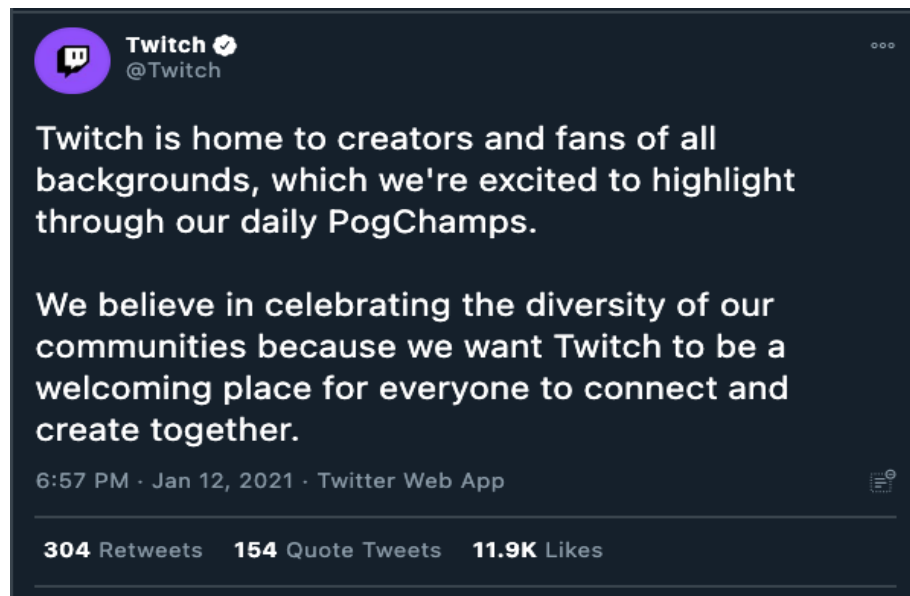 Twitch
@Twitch
Twitch is home to creators and fans of all
backgrounds, which we're excited to highlight
through our daily PogChamps.
We believe in celebrating the diversity of our
communities because we want Twitch to be a
welcoming place for everyone to connect and
create together.
6:57 PM · Jan 12, 2021 · Twitter Web App
304 Retweets 154 Quote Tweets 11.9K Likes